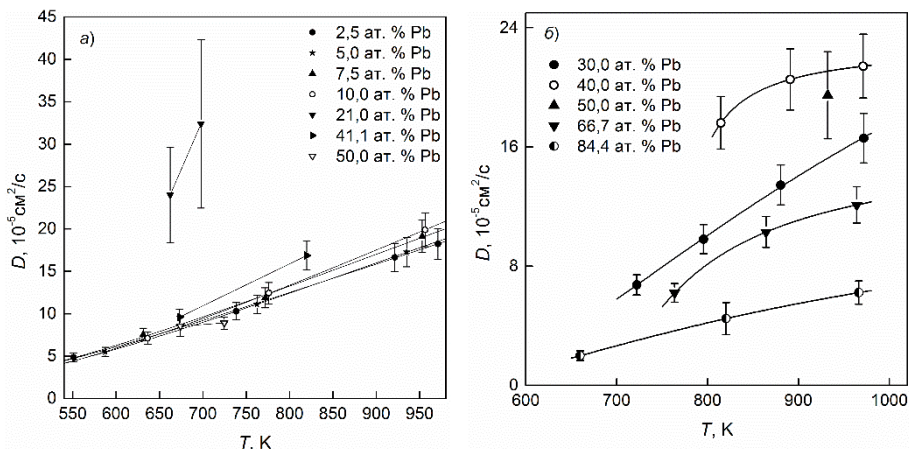 а)
2,5 ат. % Pb
5,0 ат. % Pb
7,5 ат. % Pb
10,0 ат. % Pb
21,0 ат. % Pb
41,1 ат. % Pb
50,0 ат. % Pb
45
40
35
30
25
20
15
10
5
0
D, 10⁻⁵см²/с
550 600 650 700 750 800 850 900 950
T, K
б)
30,0 ат. % Pb
40,0 ат. % Pb
50,0 ат. % Pb
66,7 ат. % Pb
84,4 ат. % Pb
24
16
8
0
D, 10⁻⁵см²/с
600 700 800 900 1000
T, K